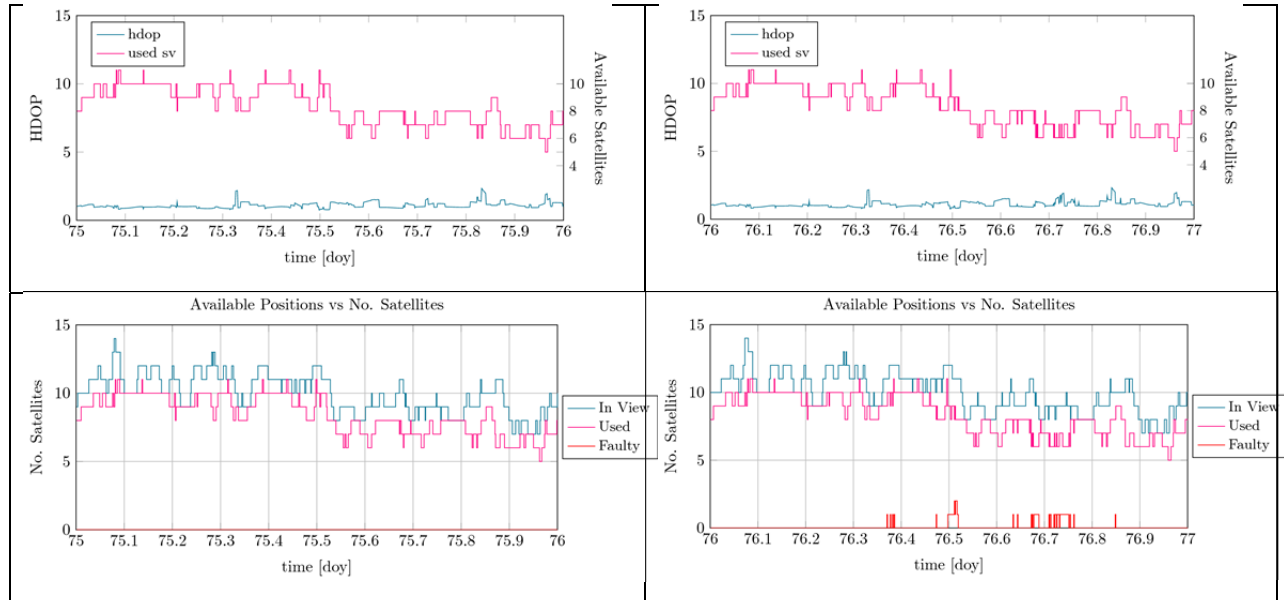 15
10
5
0
HDOP
hdop
used sv
10
8
6
4
Available Satellites
75 75.1 75.2 75.3 75.4 75.5 75.6 75.7 75.8 75.9 76
time [doy]
15
10
5
0
HDOP
hdop
used sv
10
8
6
4
Available Satellites
76 76.1 76.2 76.3 76.4 76.5 76.6 76.7 76.8 76.9 77
time [doy]
Available Positions vs No. Satellites
15
10
5
0
No. Satellites
In View
Used
Faulty
75 75.1 75.2 75.3 75.4 75.5 75.6 75.7 75.8 75.9 76
time [doy]
Available Positions vs No. Satellites
15
10
5
0
No. Satellites
In View
Used
Faulty
76 76.1 76.2 76.3 76.4 76.5 76.6 76.7 76.8 76.9 77
time [doy]